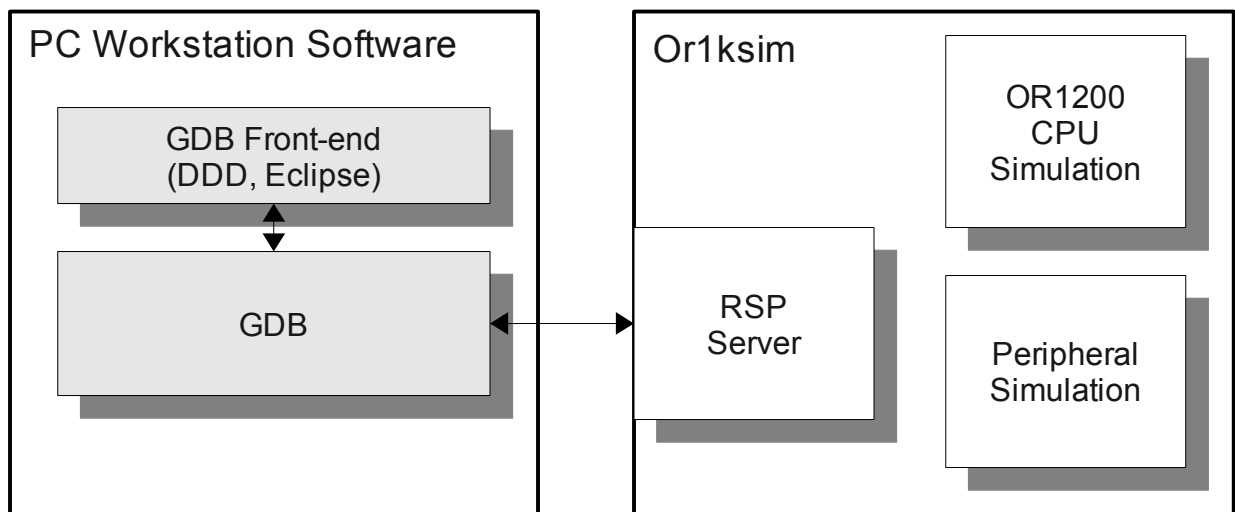 PC Workstation Software
GDB Front-end
(DDD, Eclipse)
GDB
Or1ksim
OR1200
CPU
Simulation
RSP
Server
Peripheral
Simulation